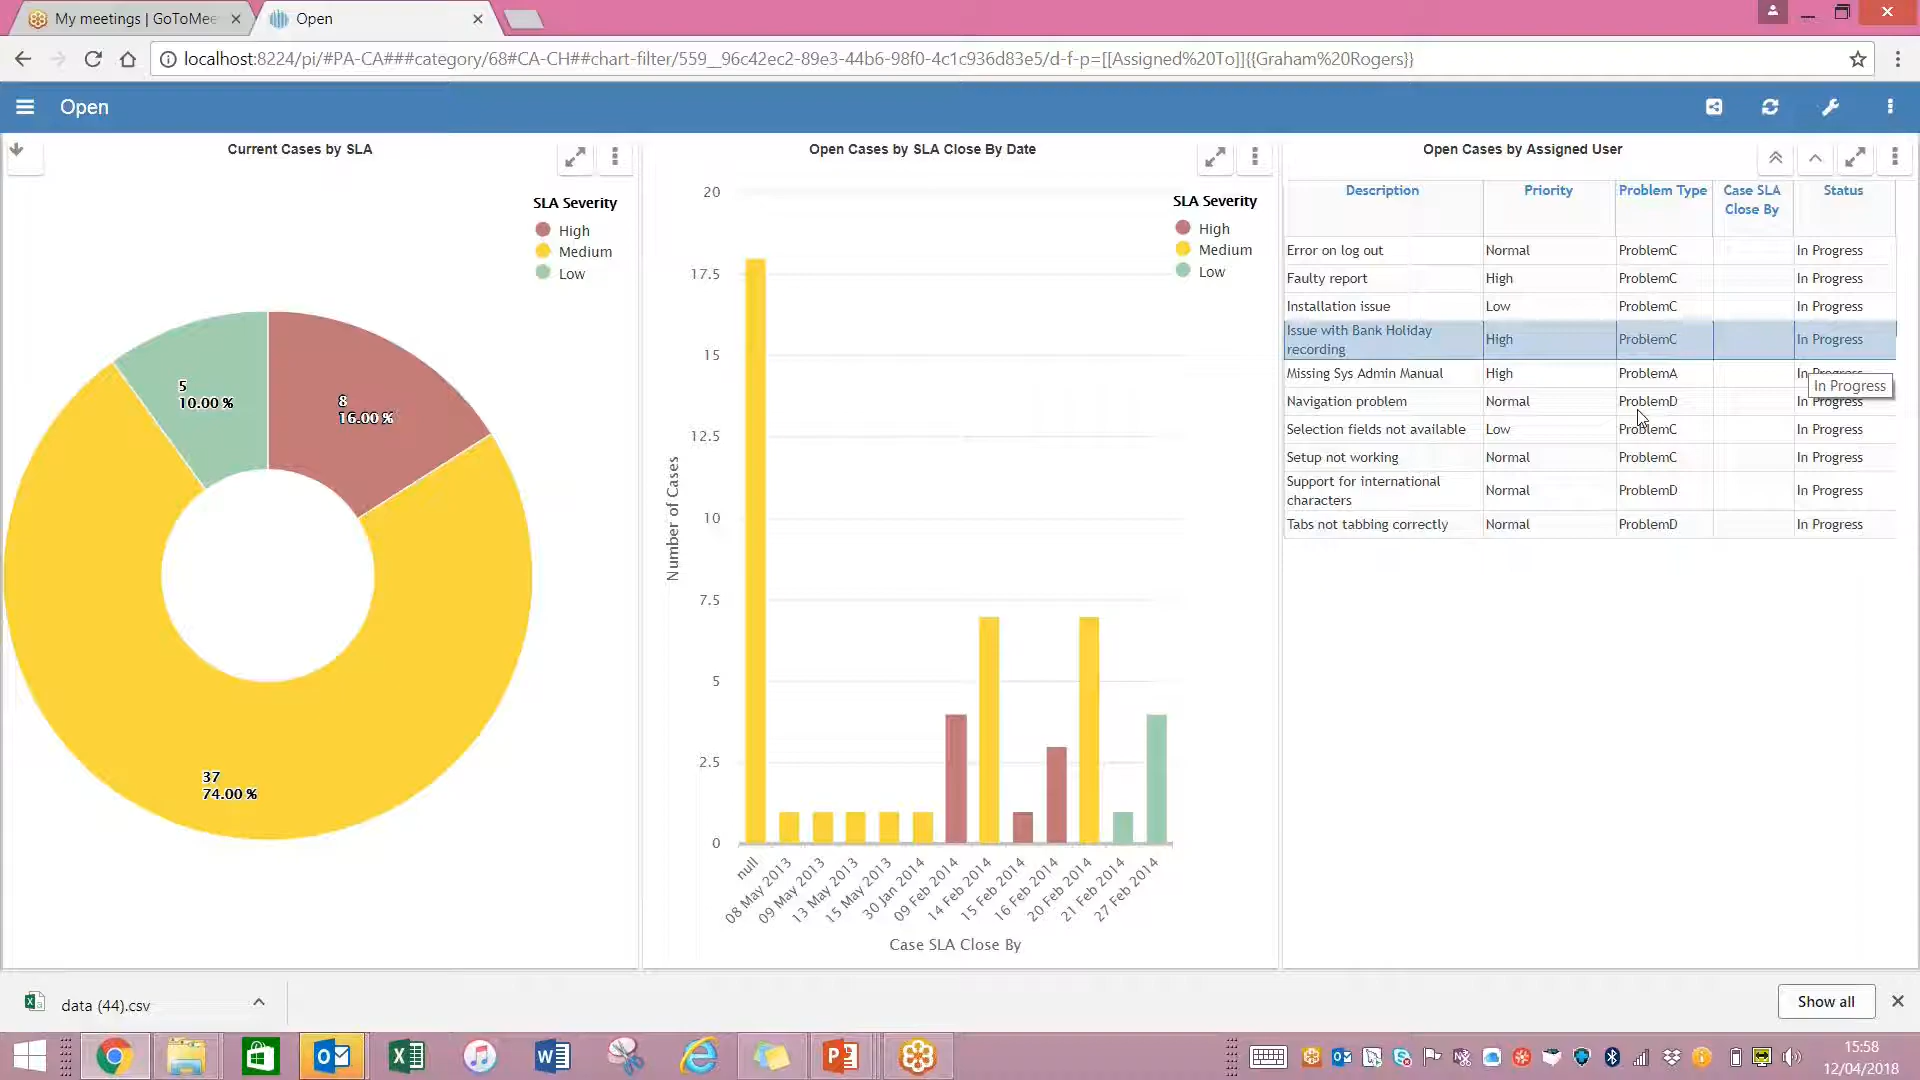 My meetings | GoToMee
Open
localhost:8224/pi/#PA-CA###category/68#CA-CH##chart-filter/559__96c42ec2-89e3-44b6-98f0-4c1c936d83e5/d-f-p=[[Assigned%20To]]{{Graham%20Rogers}}
Open
Current Cases by SLA
SLA Severity
High
Medium
Low
5
10.00 %
8
16.00 %
37
74.00 %
Open Cases by SLA Close By Date
SLA Severity
High
Medium
Low
Number of Cases
20
17.5
15
12.5
10
7.5
5
2.5
0
null
08 May 2013
09 May 2013
13 May 2013
15 May 2013
30 Jan 2014
09 Feb 2014
14 Feb 2014
15 Feb 2014
16 Feb 2014
20 Feb 2014
21 Feb 2014
27 Feb 2014
Case SLA Close By
Open Cases by Assigned User
Description Priority Problem Type Case SLA Close By Status
Error on log out Normal ProblemC In Progress
Faulty report High ProblemC In Progress
Installation issue Low ProblemC In Progress
Issue with Bank Holiday recording High ProblemC In Progress
Missing Sys Admin Manual High ProblemA In Progress
In Progress
Navigation problem Normal ProblemD In Progress
Selection fields not available Low ProblemC In Progress
Setup not working Normal ProblemC In Progress
Support for international characters Normal ProblemD In Progress
Tabs not tabbing correctly Normal ProblemD In Progress
data (44).csv
Show all
15:58
12/04/2018